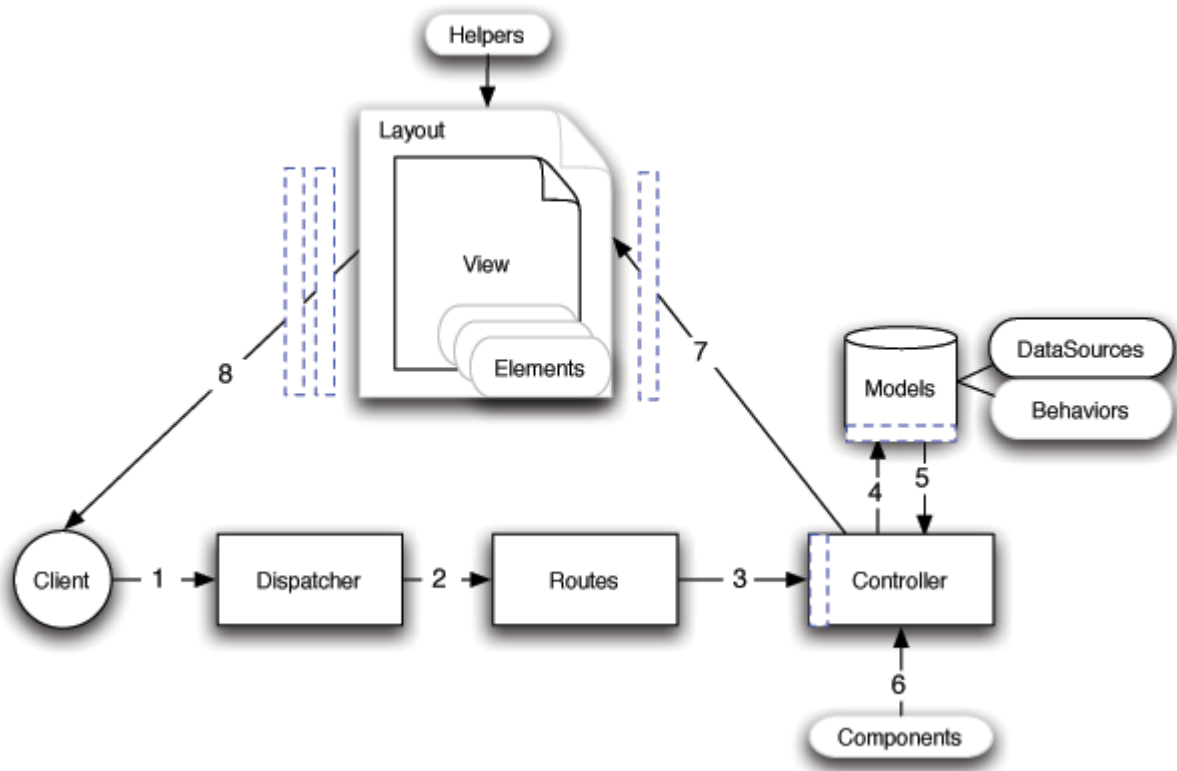 Helpers
Layout
View
Elements
7
8
DataSources
Models
Behaviors
4
5
Client
1
Dispatcher
2
Routes
3
Controller
6
Components